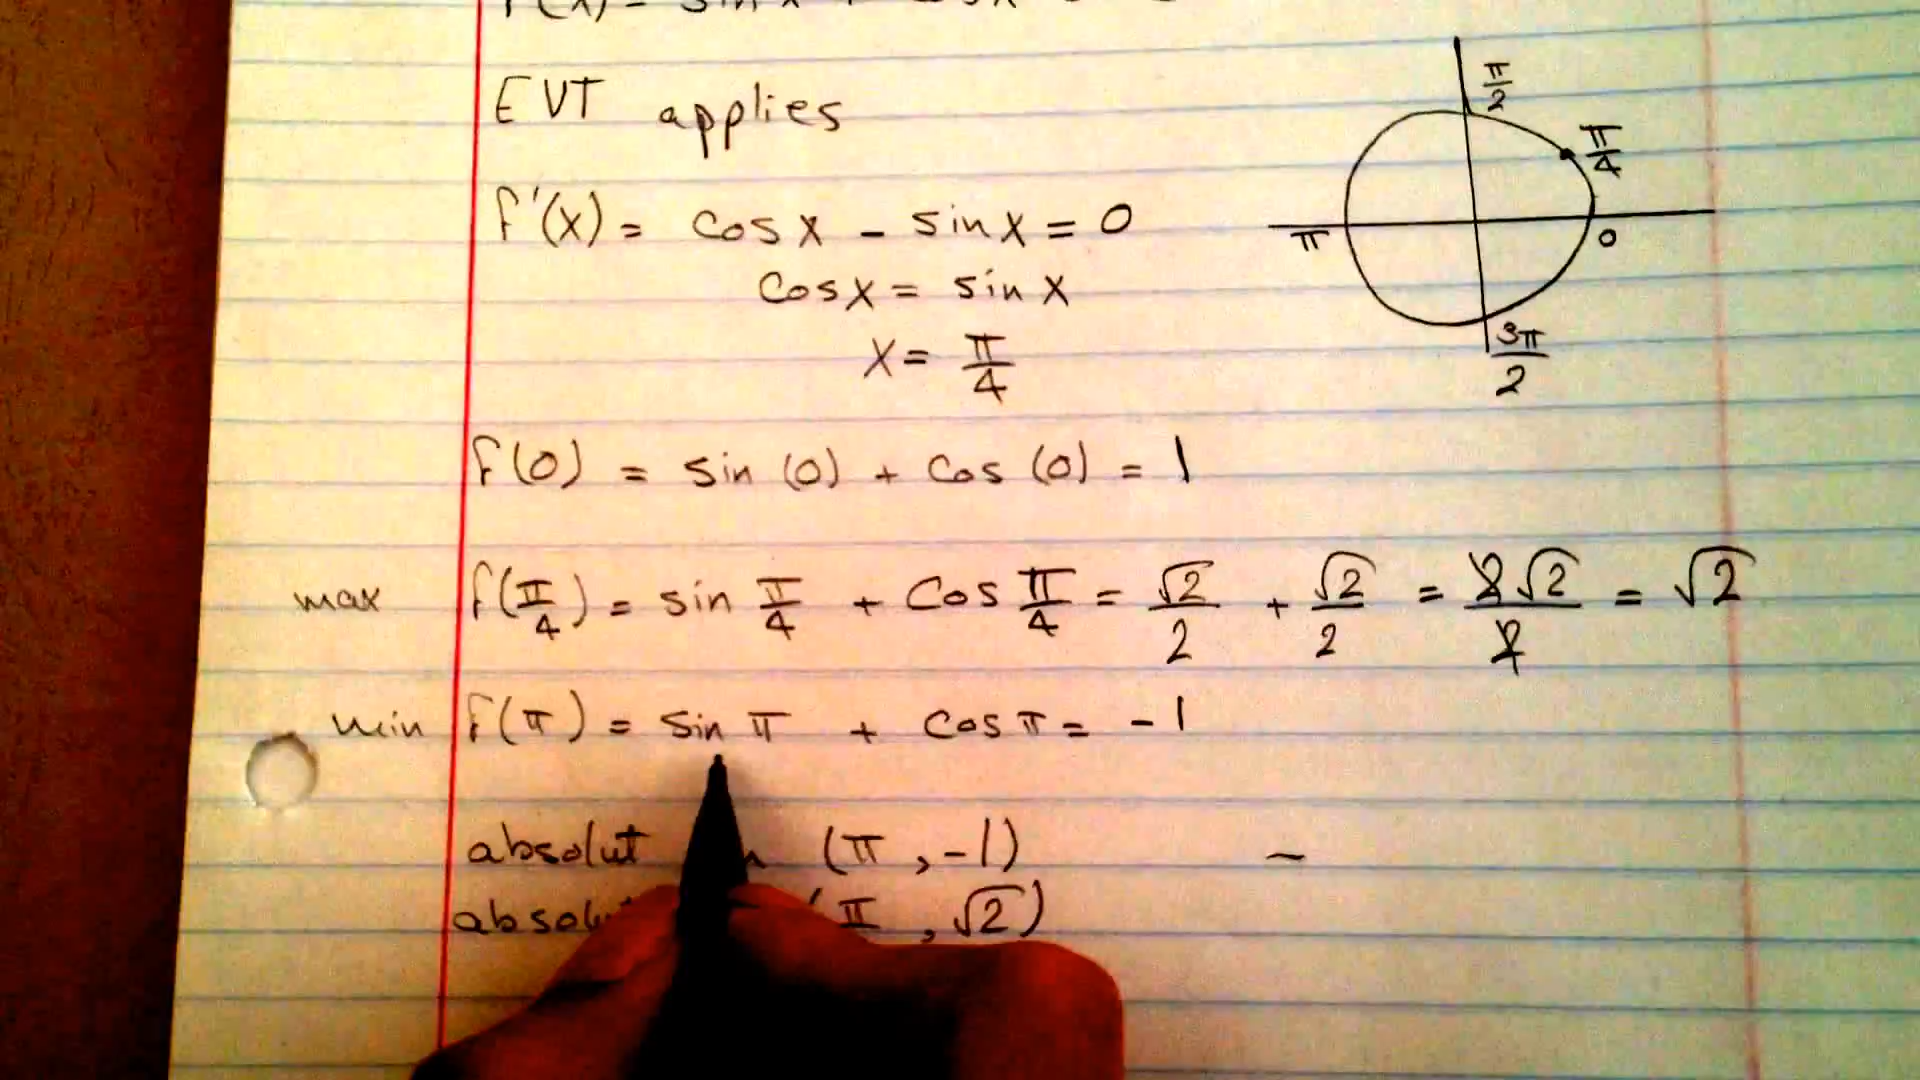 EVT applies
f'(x) = cos x - sin x = 0
cos x = sin x
x = π/4
π/2
π/4
π
0
3π/2
f(0) = sin (0) + cos (0) = 1
max f(π/4) = sin π/4 + cos π/4 = √2/2 + √2/2 = 2√2/2 = √2
min f(π) = sin π + cos π = -1
absolut (π, -1) -
(π , √2)